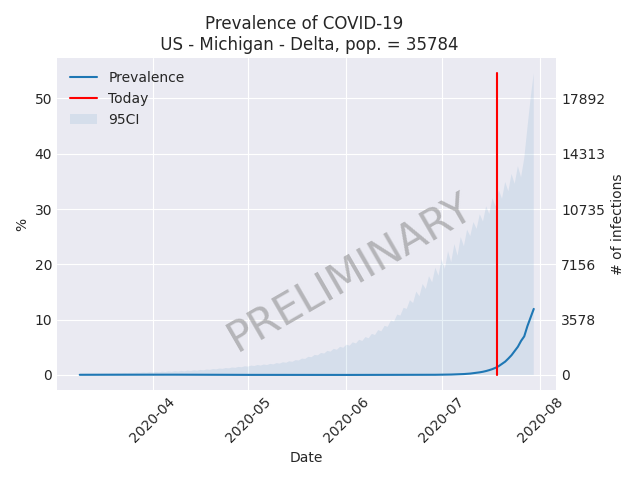 Prevalence of COVID-19
US - Michigan - Delta, pop. = 35784
Prevalence
Today
95CI
50
40
30
20
10
0
%
17892
14313
10735
7156
3578
0
# of infections
PRELIMINARY
2020-04
2020-05
2020-06
2020-07
2020-08
Date